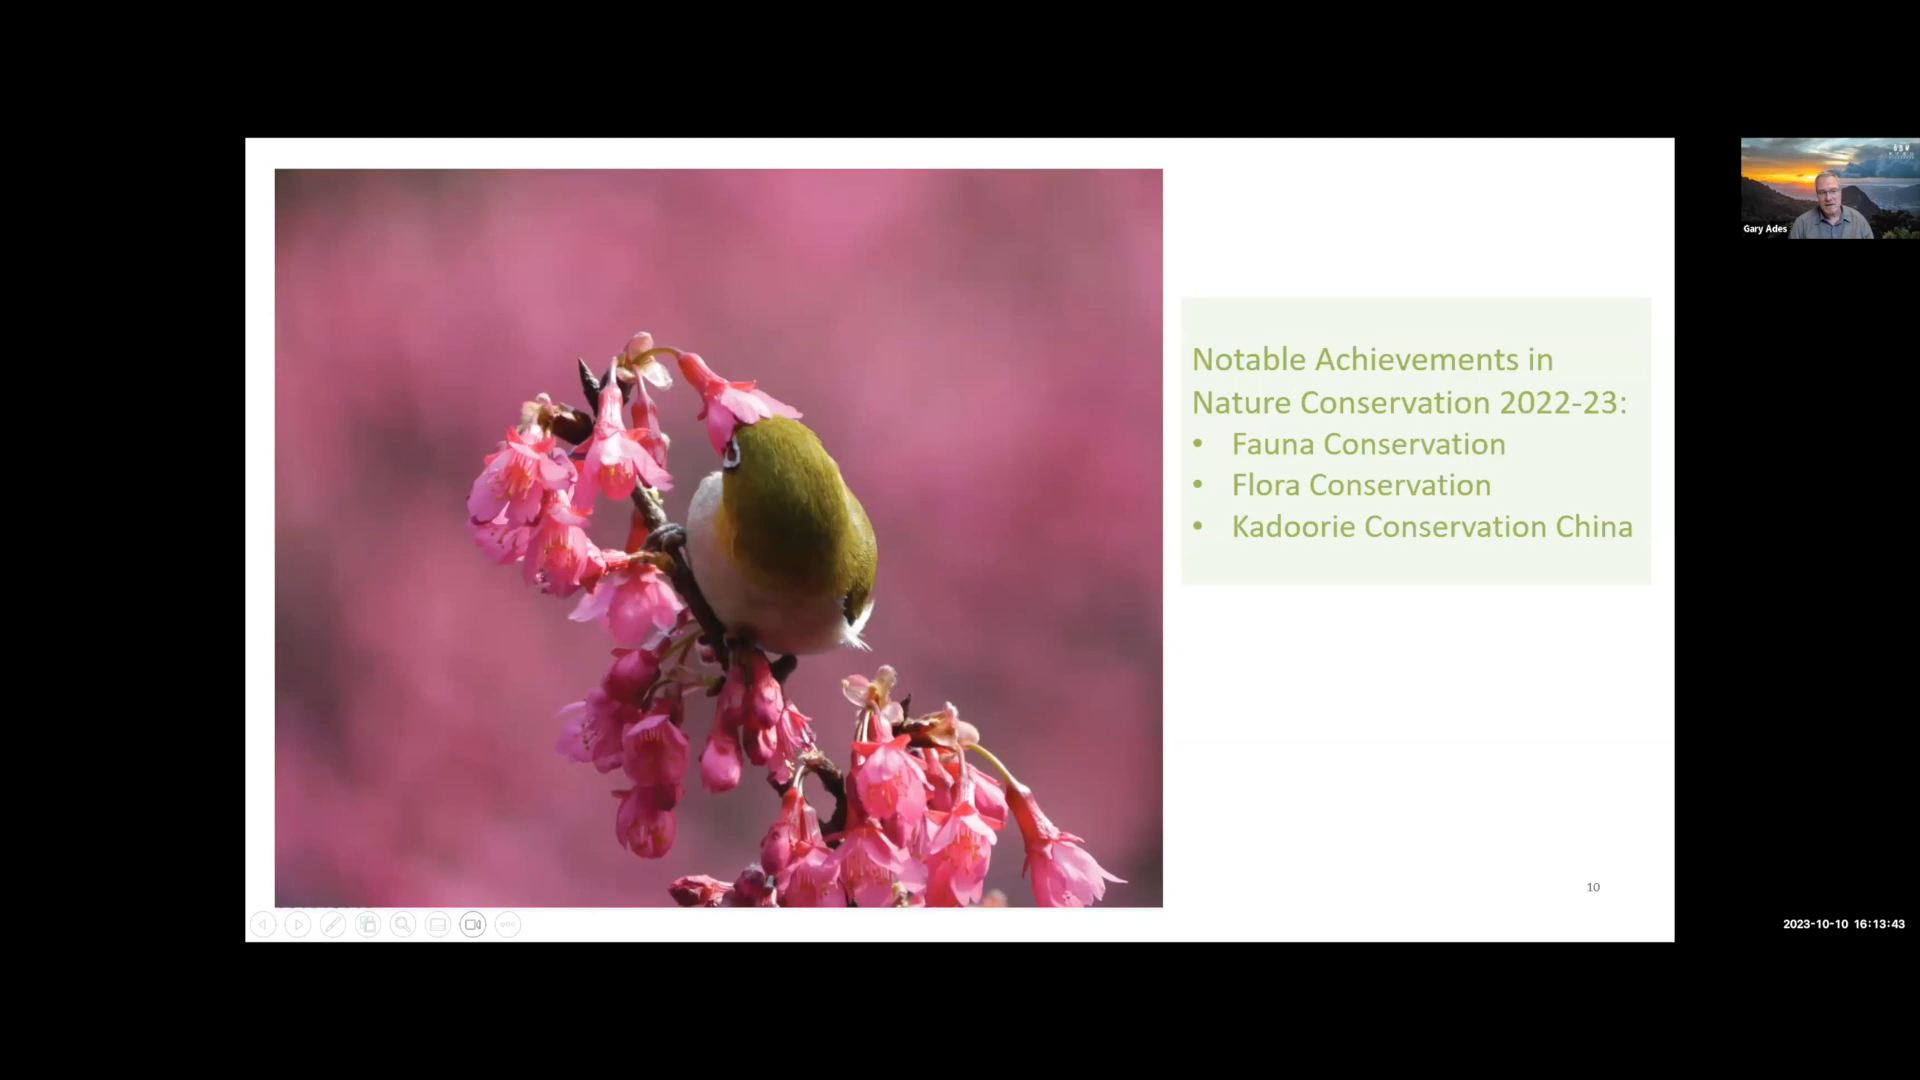 Notable Achievements in
Nature Conservation 2022-23:
• Fauna Conservation
• Flora Conservation
• Kadoorie Conservation China
10
Gary Ades
2023-10-10 16:13:43